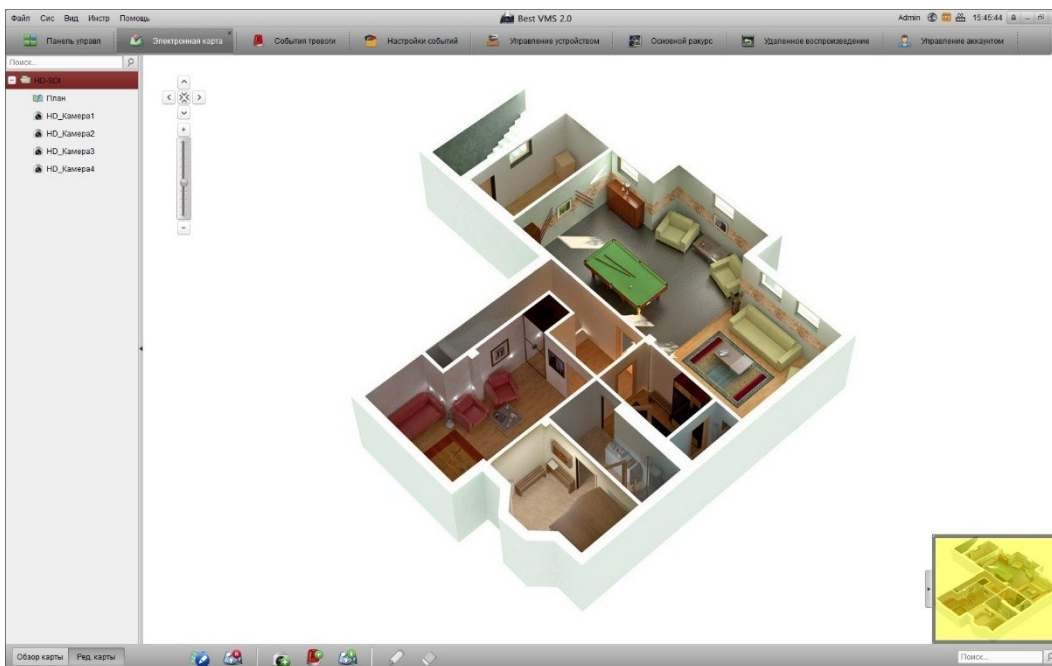 Файл Сис Вид Инстр Помощь Best VMS 2.0 Admin 15:45:44
Панель управл Электронная карта События тревоги Настройки событий Управление устройством Основной ракурс Удаленное воспроизведение Управление аккаунтом
Поиск...
HD-SDI
План
HD_Камера1
HD_Камера2
HD_Камера3
HD_Камера4
Обзор карты Ред. карты Поиск...